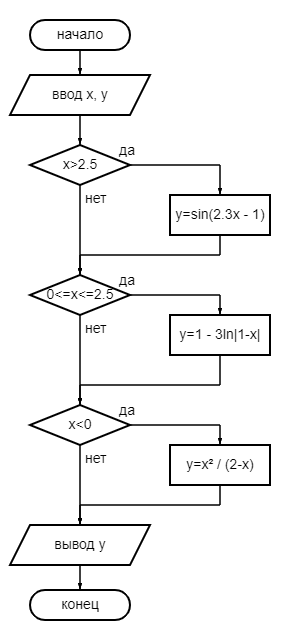 начало
ввод x, y
x>2.5
да
нет
y=sin(2.3x - 1)
0<=x<=2.5
да
нет
y=1 - 3ln|1-x|
x<0
да
нет
y=x² / (2-x)
вывод y
конец